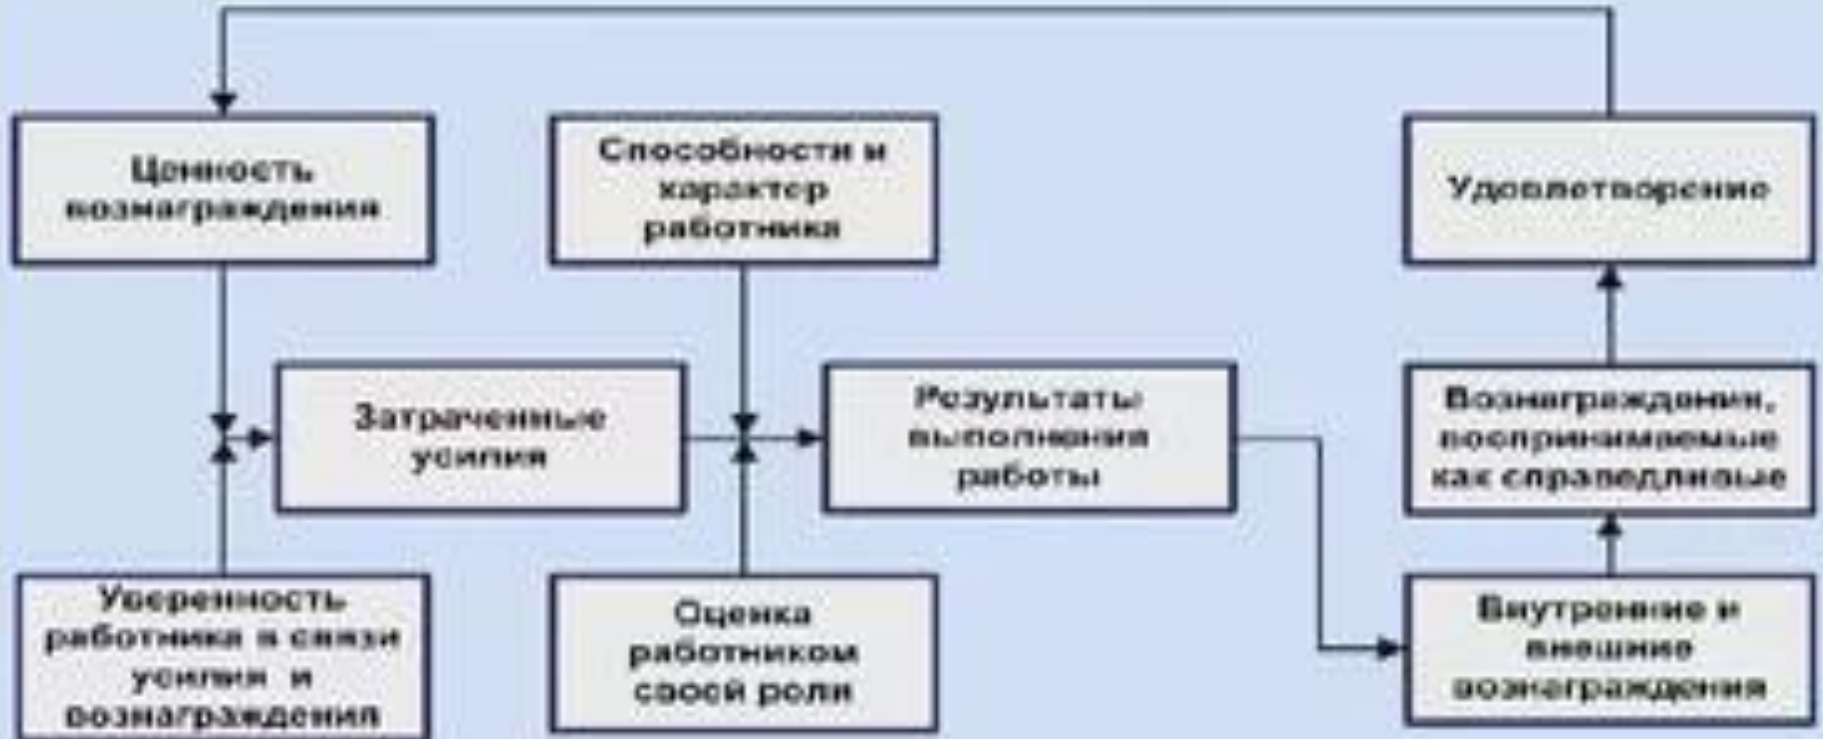 Ценность
вознаграждения
Способности и
характер
работника
Удовлетворение
Затраченные
усилия
Результаты
выполнения
работы
Вознаграждения,
воспринимаемые
как справедливые
Уверенность
работника в связи
усилия и
вознаграждения
Оценка
работником
своей роли
Внутренние и
внешние
вознаграждения